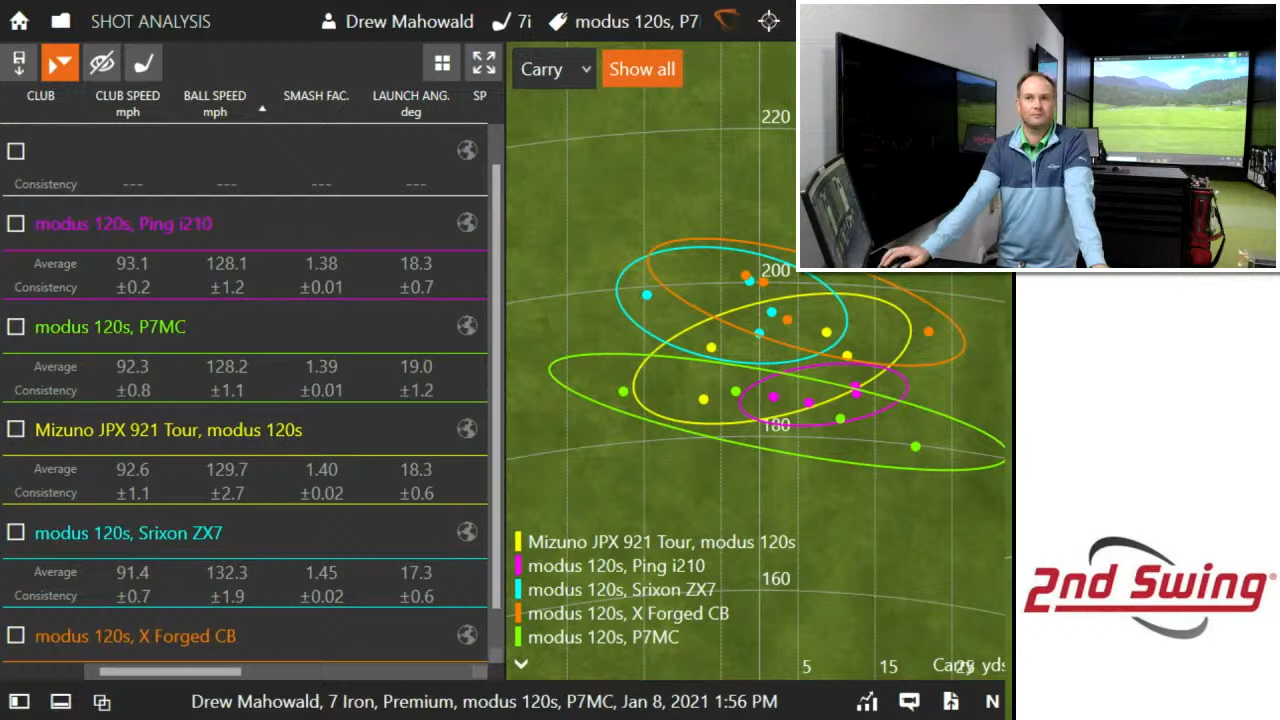 SHOT ANALYSIS
Drew Mahowald
7i
modus 120s, P7
CLUB
CLUB SPEED
mph
BALL SPEED
mph
SMASH FAC.
LAUNCH ANG.
deg
SP
Consistency --- --- --- ---
modus 120s, Ping i210
Average 93.1 128.1 1.38 18.3
Consistency ±0.2 ±1.2 ±0.01 ±0.7
modus 120s, P7MC
Average 92.3 128.2 1.39 19.0
Consistency ±0.8 ±1.1 ±0.01 ±1.2
Mizuno JPX 921 Tour, modus 120s
Average 92.6 129.7 1.40 18.3
Consistency ±1.1 ±2.7 ±0.02 ±0.6
modus 120s, Srixon ZX7
Average 91.4 132.3 1.45 17.3
Consistency ±0.7 ±1.9 ±0.02 ±0.6
modus 120s, X Forged CB
Carry
Show all
220
200
180
160
Mizuno JPX 921 Tour, modus 120s
modus 120s, Ping i210
modus 120s, Srixon ZX7
modus 120s, X Forged CB
modus 120s, P7MC
5 15 25
Carry yds
2nd Swing®
Drew Mahowald, 7 Iron, Premium, modus 120s, P7MC, Jan 8, 2021 1:56 PM
N